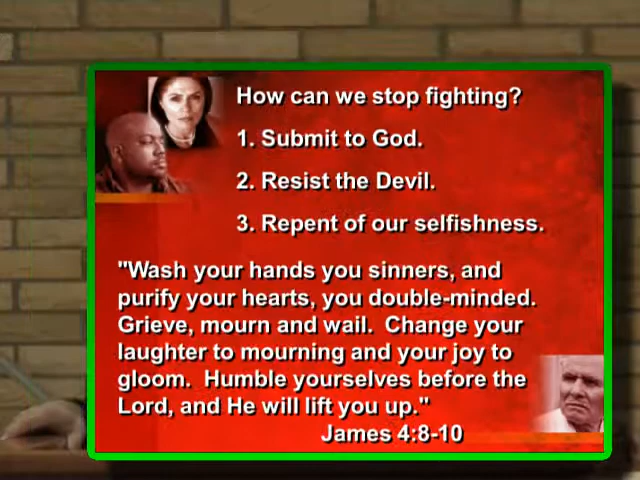 How can we stop fighting?
1. Submit to God.
2. Resist the Devil.
3. Repent of our selfishness.
"Wash your hands you sinners, and
purify your hearts, you double-minded.
Grieve, mourn and wail.  Change your
laughter to mourning and your joy to
gloom.  Humble yourselves before the
Lord, and He will lift you up."
James 4:8-10